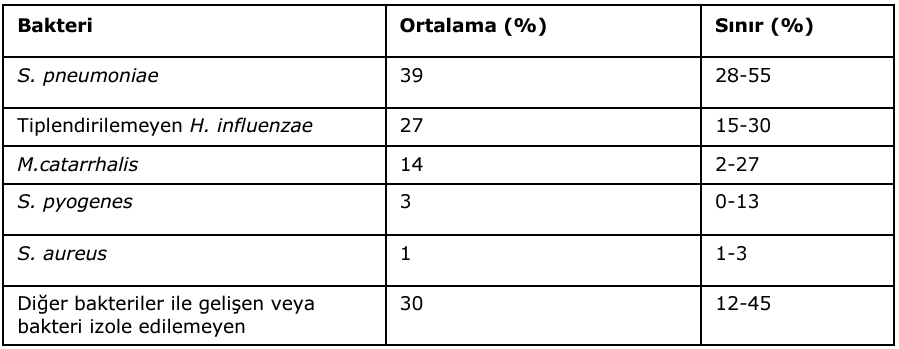 Bakteri Ortalama (%) Sınır (%)
S. pneumoniae 39 28-55
Tiplendirilemeyen H. influenzae 27 15-30
M.catarrhalis 14 2-27
S. pyogenes 3 0-13
S. aureus 1 1-3
Diğer bakteriler ile gelişen veya 30 12-45
bakteri izole edilemeyen